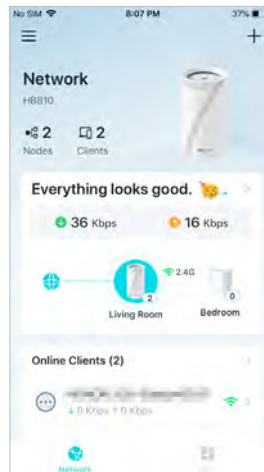 No SIM 8:07 PM 37%
Network
HB810
2 2
Nodes Clients
Everything looks good.
36 Kbps 16 Kbps
2.4G
2 0
Living Room Bedroom
Online Clients (2)
↓ 0 Kbps ↑ 0 Kbps
Network